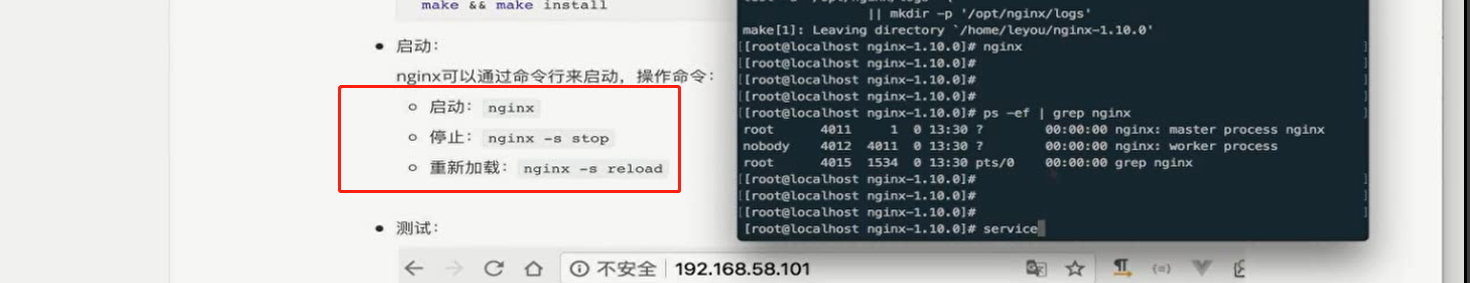 make && make install
启动：
nginx可以通过命令行来启动，操作命令：
启动：nginx
停止：nginx -s stop
重新加载：nginx -s reload
测试：
不安全 192.168.58.101
|| mkdir -p '/opt/nginx/logs'
make[1]: Leaving directory `/home/leyou/nginx-1.10.0'
[[root@localhost nginx-1.10.0]# nginx ]
[[root@localhost nginx-1.10.0]# ]
[[root@localhost nginx-1.10.0]# ]
[[root@localhost nginx-1.10.0]# ]
[[root@localhost nginx-1.10.0]# ps -ef | grep nginx ]
root 4011 1 0 13:30 ? 00:00:00 nginx: master process nginx
nobody 4012 4011 0 13:30 ? 00:00:00 nginx: worker process
root 4015 1534 0 13:30 pts/0 00:00:00 grep nginx
[[root@localhost nginx-1.10.0]# ]
[[root@localhost nginx-1.10.0]# ]
[[root@localhost nginx-1.10.0]# ]
[root@localhost nginx-1.10.0]# service